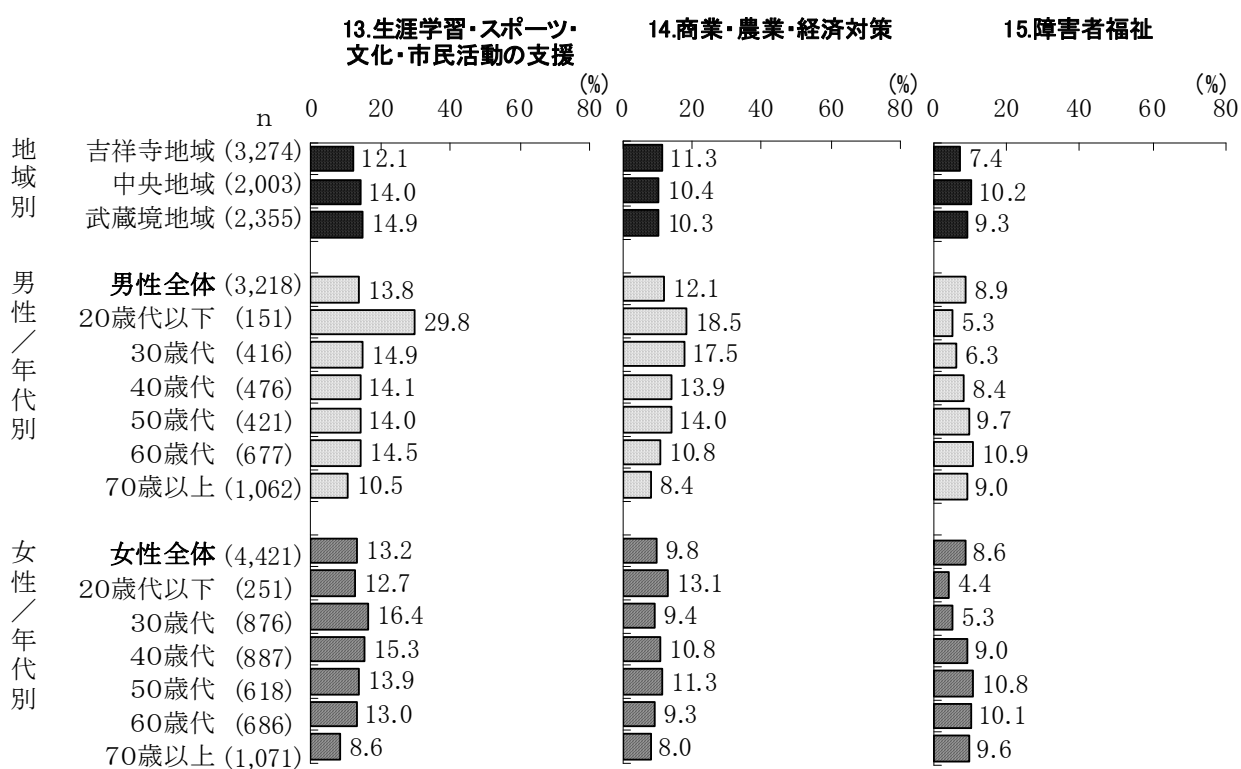 13.生涯学習・スポーツ・
文化・市民活動の支援
14.商業・農業・経済対策
15.障害者福祉
(%) (%) (%)
n 0 20 40 60 80 0 20 40 60 80 0 20 40 60 80
地域別
吉祥寺地域 (3,274) 12.1 11.3 7.4
中央地域 (2,003) 14.0 10.4 10.2
武蔵境地域 (2,355) 14.9 10.3 9.3
男性／年代別
男性全体 (3,218) 13.8 12.1 8.9
20歳代以下 (151) 29.8 18.5 5.3
30歳代 (416) 14.9 17.5 6.3
40歳代 (476) 14.1 13.9 8.4
50歳代 (421) 14.0 14.0 9.7
60歳代 (677) 14.5 10.8 10.9
70歳以上 (1,062) 10.5 8.4 9.0
女性／年代別
女性全体 (4,421) 13.2 9.8 8.6
20歳代以下 (251) 12.7 13.1 4.4
30歳代 (876) 16.4 9.4 5.3
40歳代 (887) 15.3 10.8 9.0
50歳代 (618) 13.9 11.3 10.8
60歳代 (686) 13.0 9.3 10.1
70歳以上 (1,071) 8.6 8.0 9.6